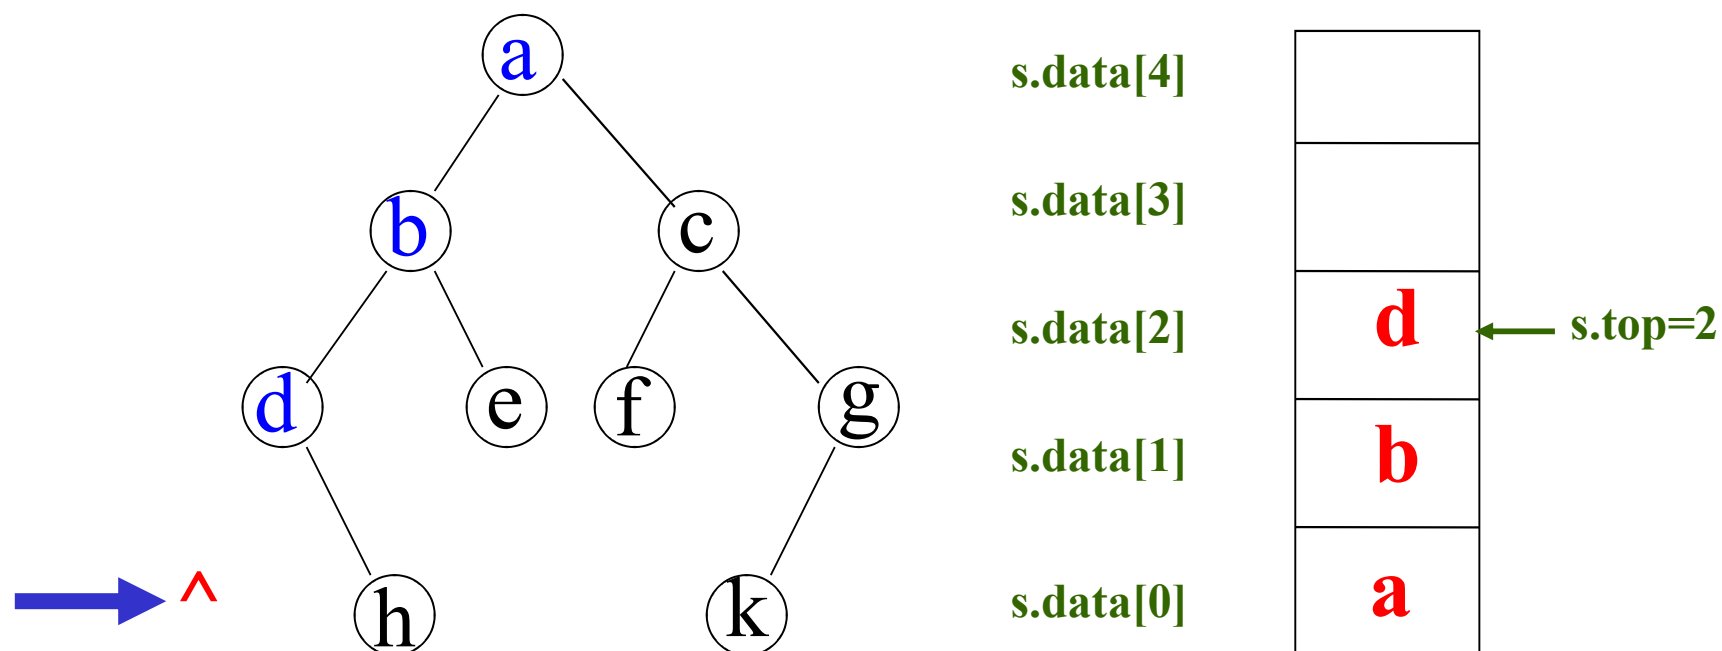 a
b
c
d
e
f
g
^
h
k
s.data[4]
s.data[3]
s.data[2]
d
s.top=2
s.data[1]
b
s.data[0]
a